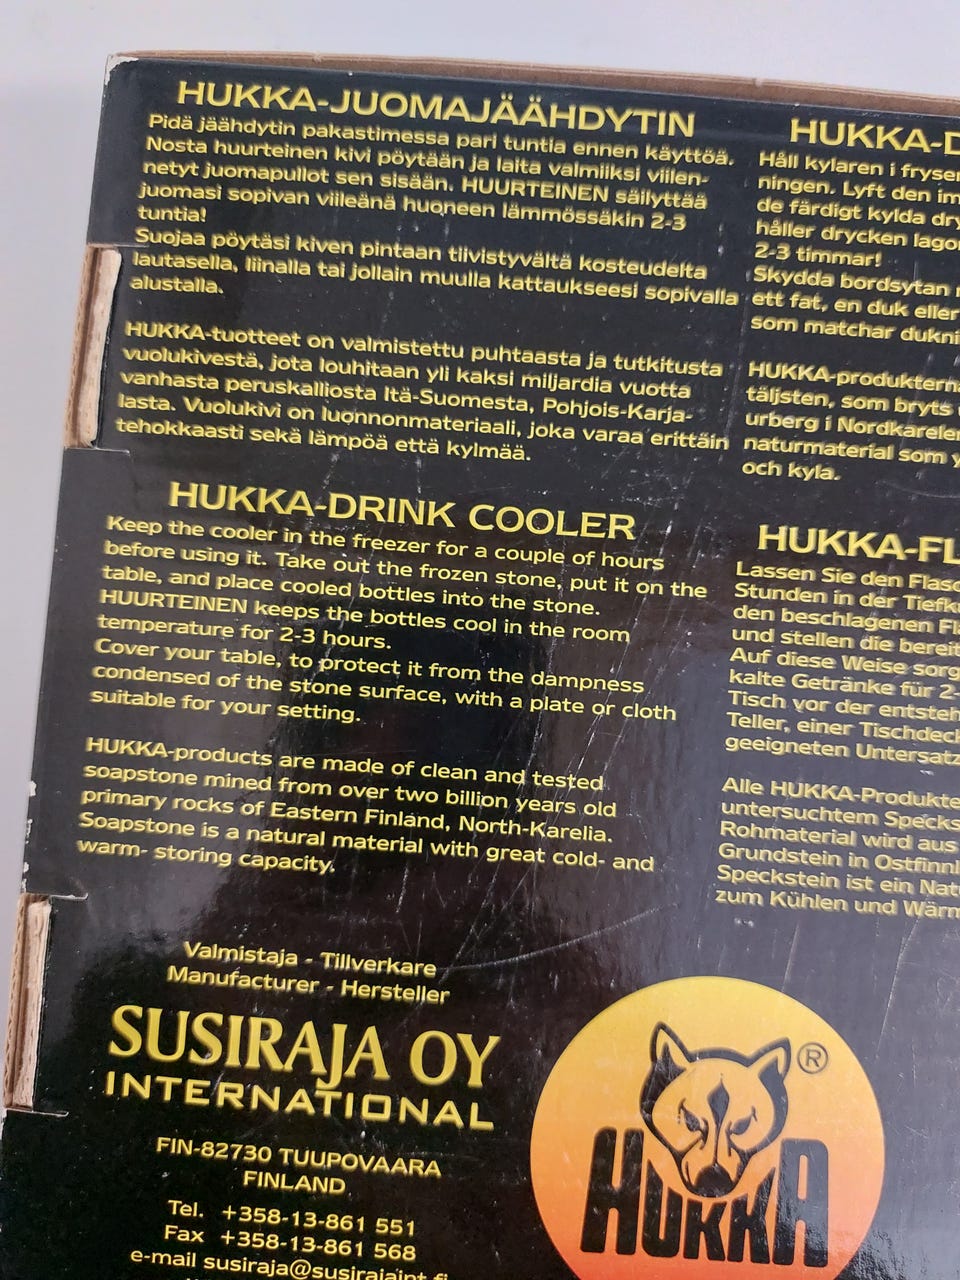 HUKKA-JUOMAJÄÄHDYTIN
Pidä jäähdytin pakastimessa pari tuntia ennen käyttöä.
Nosta huurteinen kivi pöytään ja laita valmiiksi viilen-
netyt juomapullot sen sisään. HUURTEINEN säilyttää
juomasi sopivan viileänä huoneen lämmössäkin 2-3
tuntia!
Suojaa pöytäsi kiven pintaan tiivistyvältä kosteudelta
lautasella, liinalla tai jollain muulla kattaukseesi sopivalla
alustalla.
HUKKA-tuotteet on valmistettu puhtaasta ja tutkitusta
vuolukivestä, jota louhitaan yli kaksi miljardia vuotta
vanhasta peruskalliosta Itä-Suomesta, Pohjois-Karja-
lasta. Vuolukivi on luonnonmateriaali, joka varaa erittäin
tehokkaasti sekä lämpöä että kylmää.
HUKKA-DRINK COOLER
Keep the cooler in the freezer for a couple of hours
before using it. Take out the frozen stone, put it on the
table, and place cooled bottles into the stone.
HUURTEINEN keeps the bottles cool in the room
temperature for 2-3 hours.
Cover your table, to protect it from the dampness
condensed of the stone surface, with a plate or cloth
suitable for your setting.
HUKKA-products are made of clean and tested
soapstone mined from over two billion years old
primary rocks of Eastern Finland, North-Karelia.
Soapstone is a natural material with great cold- and
warm- storing capacity.
Valmistaja - Tillverkare
Manufacturer - Hersteller
SUSIRAJA OY
INTERNATIONAL
FIN-82730 TUUPOVAARA
FINLAND
Tel. +358-13-861 551
Fax +358-13-861 568
e-mail susiraja@susirajaint.fi
HUKKA-D
Håll kylaren i fryse
ningen. Lyft den im
de färdigt kylda dry
håller drycken lago
2-3 timmar!
Skydda bordsytan
ett fat, en duk eller
som matchar dukni
HUKKA-produktern
täljsten, som bryts
urberg i Nordkarele
naturmaterial som y
och kyla.
HUKKA-FL
Lassen Sie den Flasc
Stunden in der Tiefk
den beschlagenen Fl
und stellen die bereit
Auf diese Weise sorg
kalte Getränke für 2-
Tisch vor der entsteh
Teller, einer Tischdeck
geeigneten Untersatz
Alle HUKKA-Produkte
untersuchtem Specks
Rohmaterial wird aus
Grundstein in Ostfinnl
Speckstein ist ein Nat
zum Kühlen und Wärm
®
HUKKA